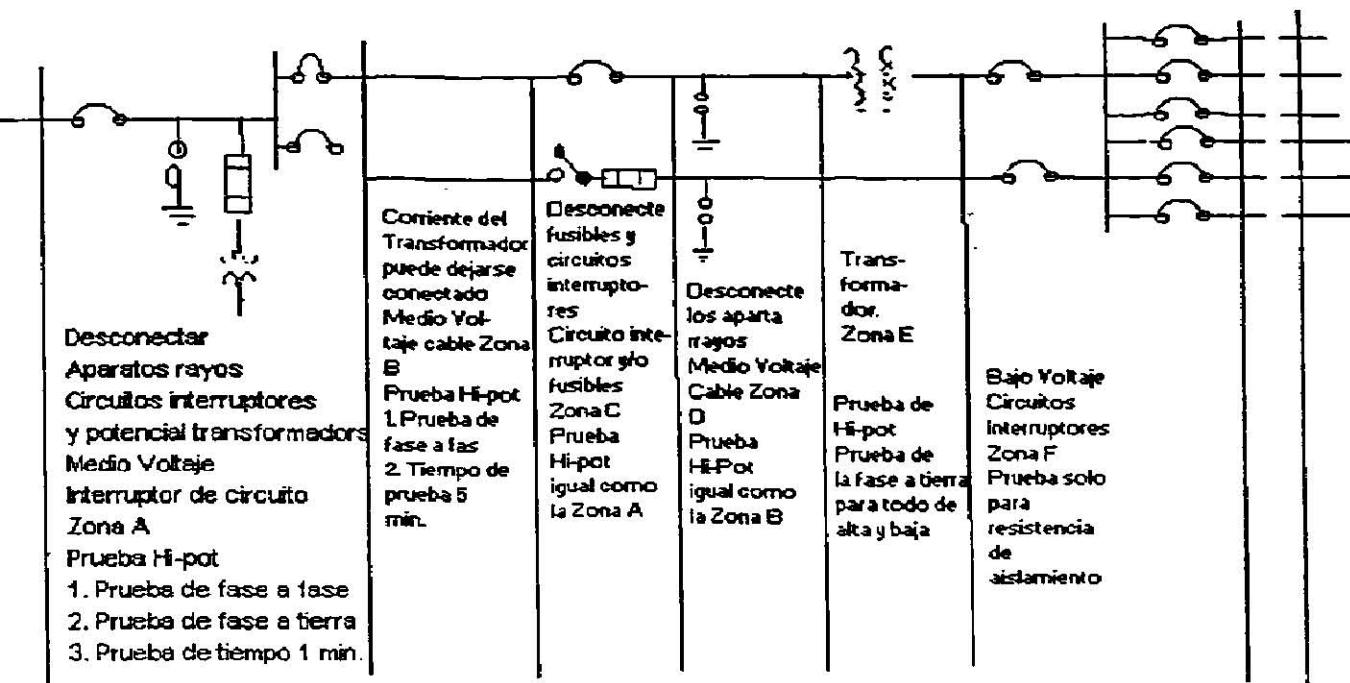 Desconectar
Aparatos rayos
Circuitos interruptores
y potencial transformadors
Medio Voltaje
Interruptor de circuito
Zona A
Prueba Hi-pot
1. Prueba de fase a fase
2. Prueba de fase a tierra
3. Prueba de tiempo 1 min.
Corriente del
Transformador
puede dejarse
conectado
Medio Vol-
taje cable Zona
B
Prueba Hi-pot
1. Prueba de
fase a fas
2. Tiempo de
prueba 5
min.
Desconecte
fusibles y
circuitos
interrupto-
res
Circuito inte-
rruptor y/o
fusibles
Zona C
Prueba
Hi-pot
igual como
la Zona A
Desconecte
los aparta
rrayos
Medio Voltaje
Cable Zona
D
Prueba
Hi-Pot
igual como
la Zona B
Trans-
forma-
dor.
Zona E
Prueba de
Hi-pot
Prueba de
la fase a tierra
para todo de
alta y baja
Bajo Voltaje
Circuitos
interruptores
Zona F
Prueba solo
para
resistencia
de
aislamiento